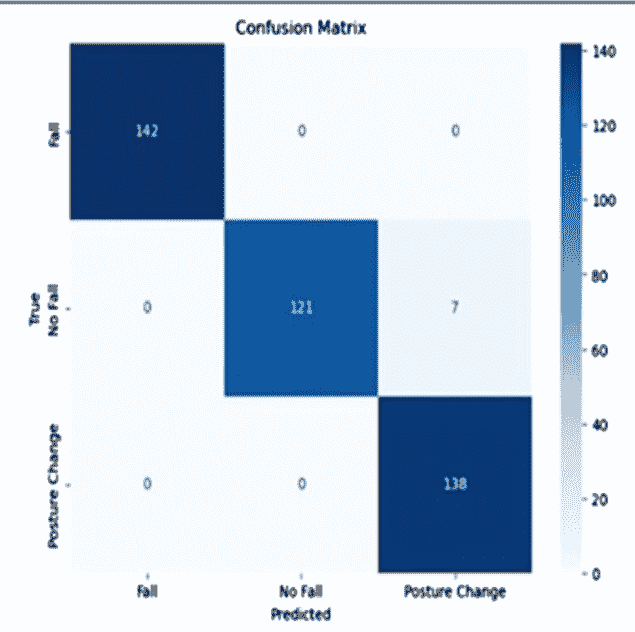 Confusion Matrix
Fall
142
0
0
True
No Fall
0
121
7
Posture Change
0
0
138
Fall
No Fall
Posture Change
Predicted
140
120
100
80
60
40
20
0